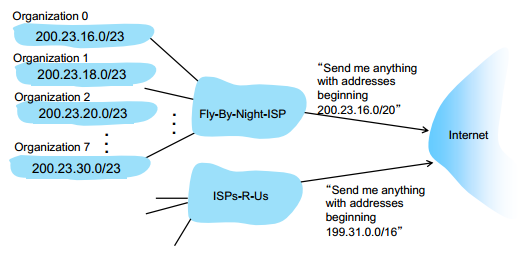 Organization 0
200.23.16.0/23
Organization 1
200.23.18.0/23
Organization 2
200.23.20.0/23
Organization 7
200.23.30.0/23
Fly-By-Night-ISP
ISPs-R-Us
“Send me anything
with addresses
beginning
200.23.16.0/20”
“Send me anything
with addresses
beginning
199.31.0.0/16”
Internet